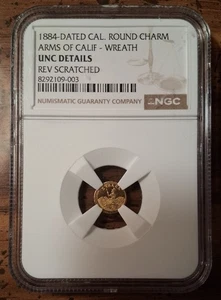 1884-DATED CAL. ROUND CHARM
ARMS OF CALIF - WREATH
UNC DETAILS
REV SCRATCHED
NUMISMATIC GUARANTY COMPANY
NGC
8292109-003